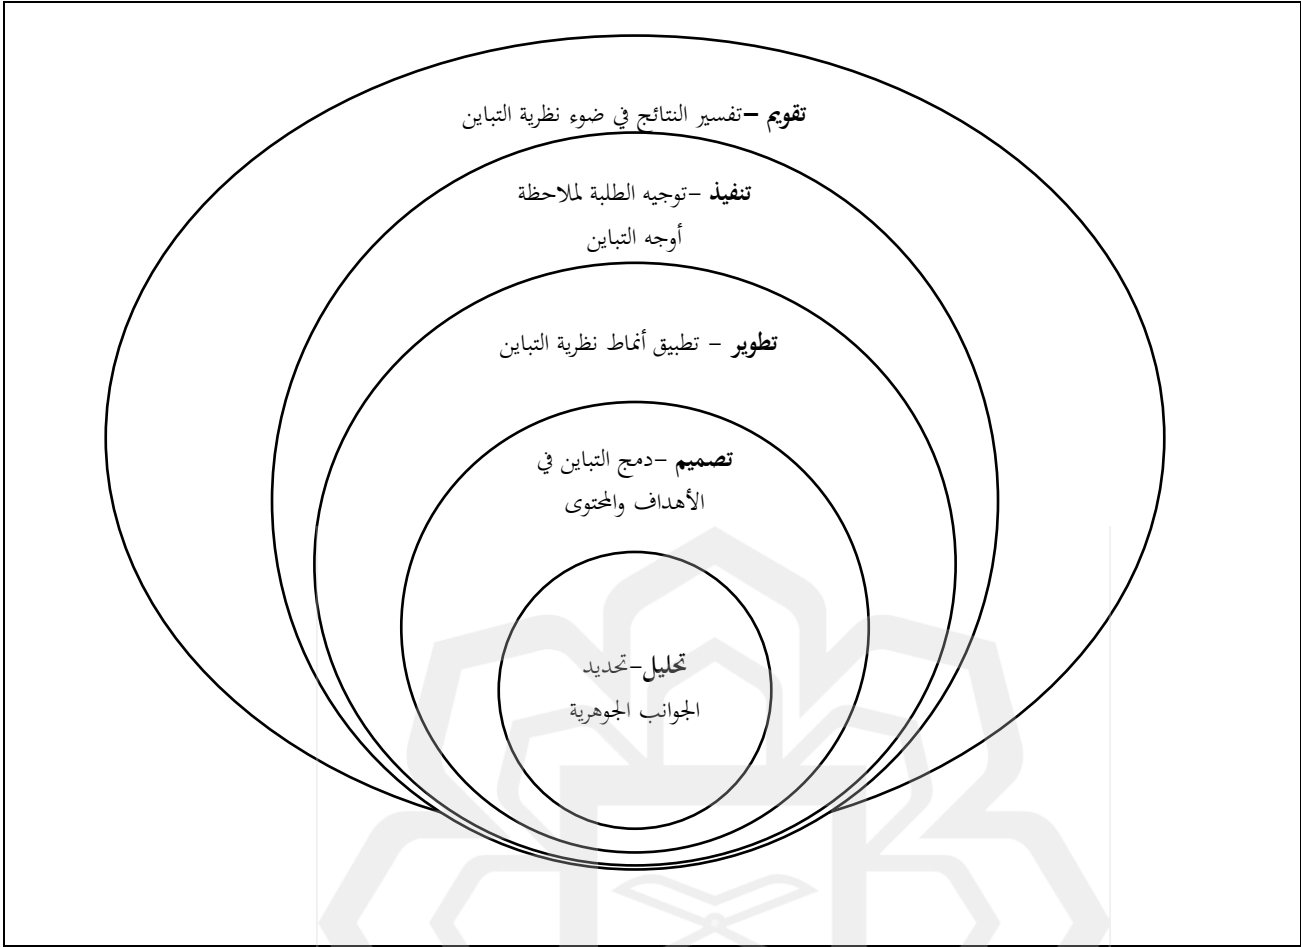 تقويم –تفسير النتائج في ضوء نظرية التباين
تنفيذ –توجيه الطلبة لملاحظة
أوجه التباين
تطوير – تطبيق أنماط نظرية التباين
تصميم –دمج التباين في
الأهداف والمحتوى
تحليل–تحديد
الجوانب الجوهرية